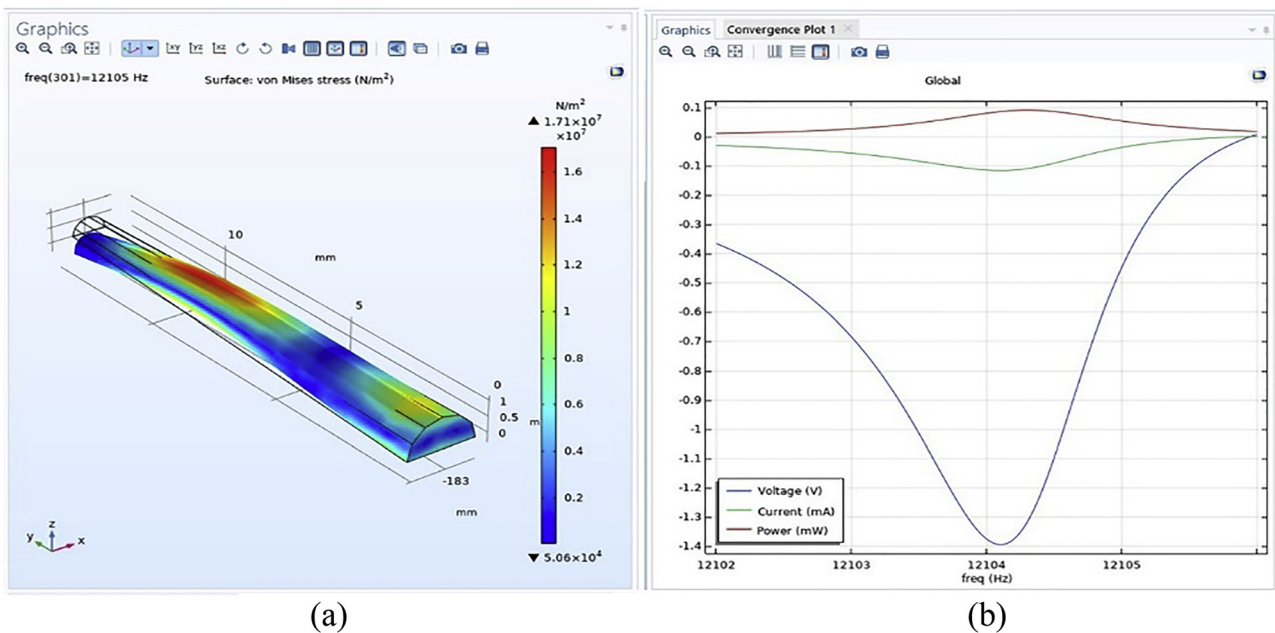 Graphics
xy yz xz
freq(301)=12105 Hz
Surface: von Mises stress (N/m²)
N/m²
▲ 1.71×10⁷
×10⁷
1.6
1.4
1.2
1
0.8
0.6
0.4
0.2
▼ 5.06×10⁴
10
mm
5
0
1
0.5
0
m
-183
mm
z
y
x
(a)
Graphics
Convergence Plot 1
Global
0.1
0
-0.1
-0.2
-0.3
-0.4
-0.5
-0.6
-0.7
-0.8
-0.9
-1
-1.1
-1.2
-1.3
-1.4
Voltage (V)
Current (mA)
Power (mW)
12102 12103 12104 12105
freq (Hz)
(b)